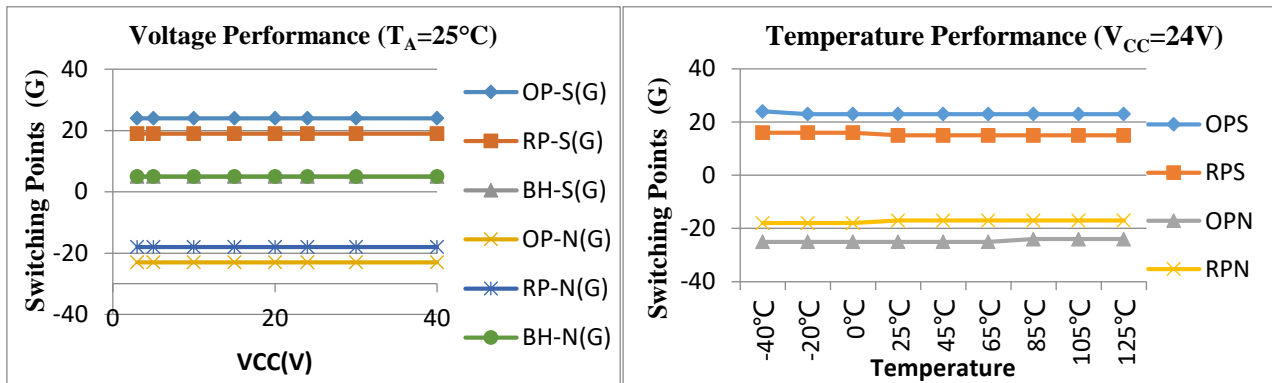 Voltage Performance (TA=25°C)
Switching Points (G)
40
20
0
-20
-40
0
20
40
VCC(V)
OP-S(G)
RP-S(G)
BH-S(G)
OP-N(G)
RP-N(G)
BH-N(G)
Temperature Performance (VCC=24V)
Switching Points (G)
40
20
0
-20
-40
-40℃
-20℃
0℃
25℃
45℃
65℃
85℃
105℃
125℃
Temperature
OPS
RPS
OPN
RPN